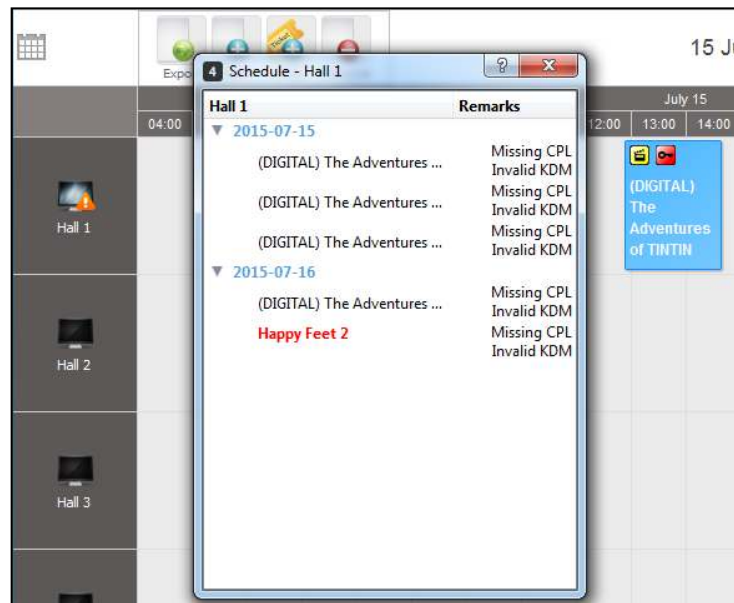 15 Ju
Expo
Ticket
4 Schedule - Hall 1
?
X
Hall 1 Remarks
2015-07-15
(DIGITAL) The Adventures ... Missing CPL
Invalid KDM
(DIGITAL) The Adventures ... Missing CPL
Invalid KDM
(DIGITAL) The Adventures ... Missing CPL
Invalid KDM
2015-07-16
(DIGITAL) The Adventures ... Missing CPL
Invalid KDM
Happy Feet 2 Missing CPL
Invalid KDM
July 15
04:00 12:00 13:00 14:00
(DIGITAL)
The
Adventures
of TINTIN
Hall 1
Hall 2
Hall 3